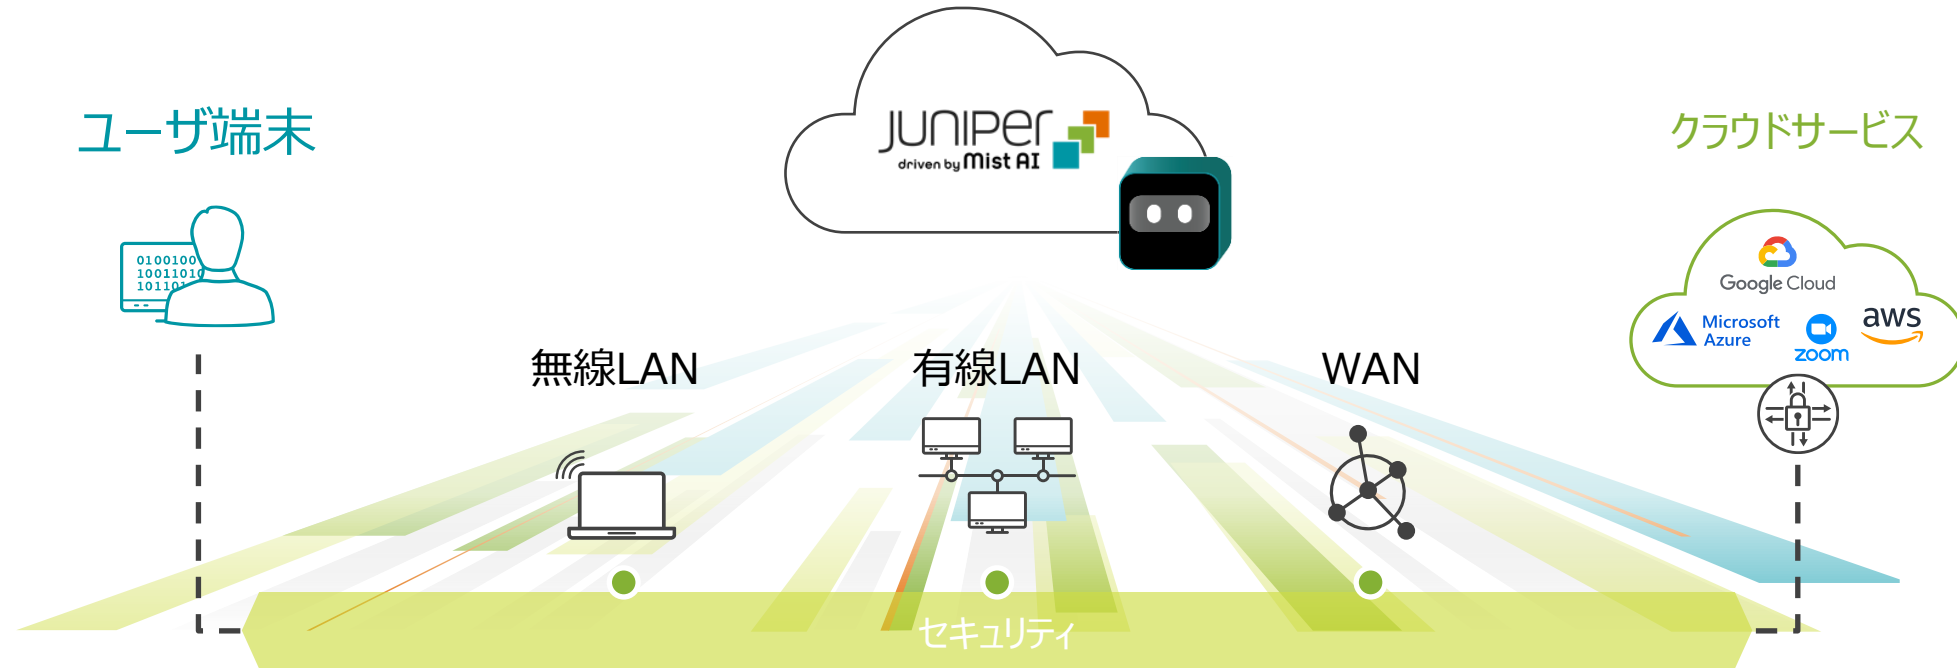 ユーザ端末
0100100
10011010
10110
JUNIPer
driven by Mist AI
クラウドサービス
Google Cloud
Microsoft
Azure
zoom
aws
無線LAN
有線LAN
WAN
セキュリティ